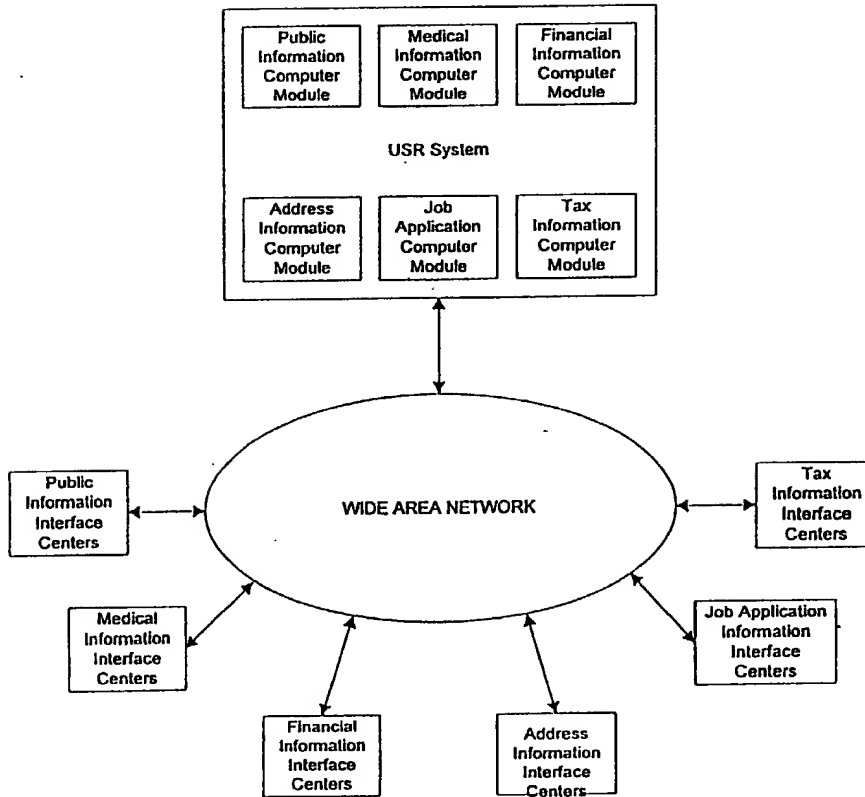 Public
Information
Computer
Module
Medical
Information
Computer
Module
Financial
Information
Computer
Module
USR System
Address
Information
Computer
Module
Job
Application
Computer
Module
Tax
Information
Computer
Module
WIDE AREA NETWORK
Public
Information
Interface
Centers
Tax
Information
Interface
Centers
Medical
Information
Interface
Centers
Job Application
Information
Interface
Centers
Financial
Information
Interface
Centers
Address
Information
Interface
Centers